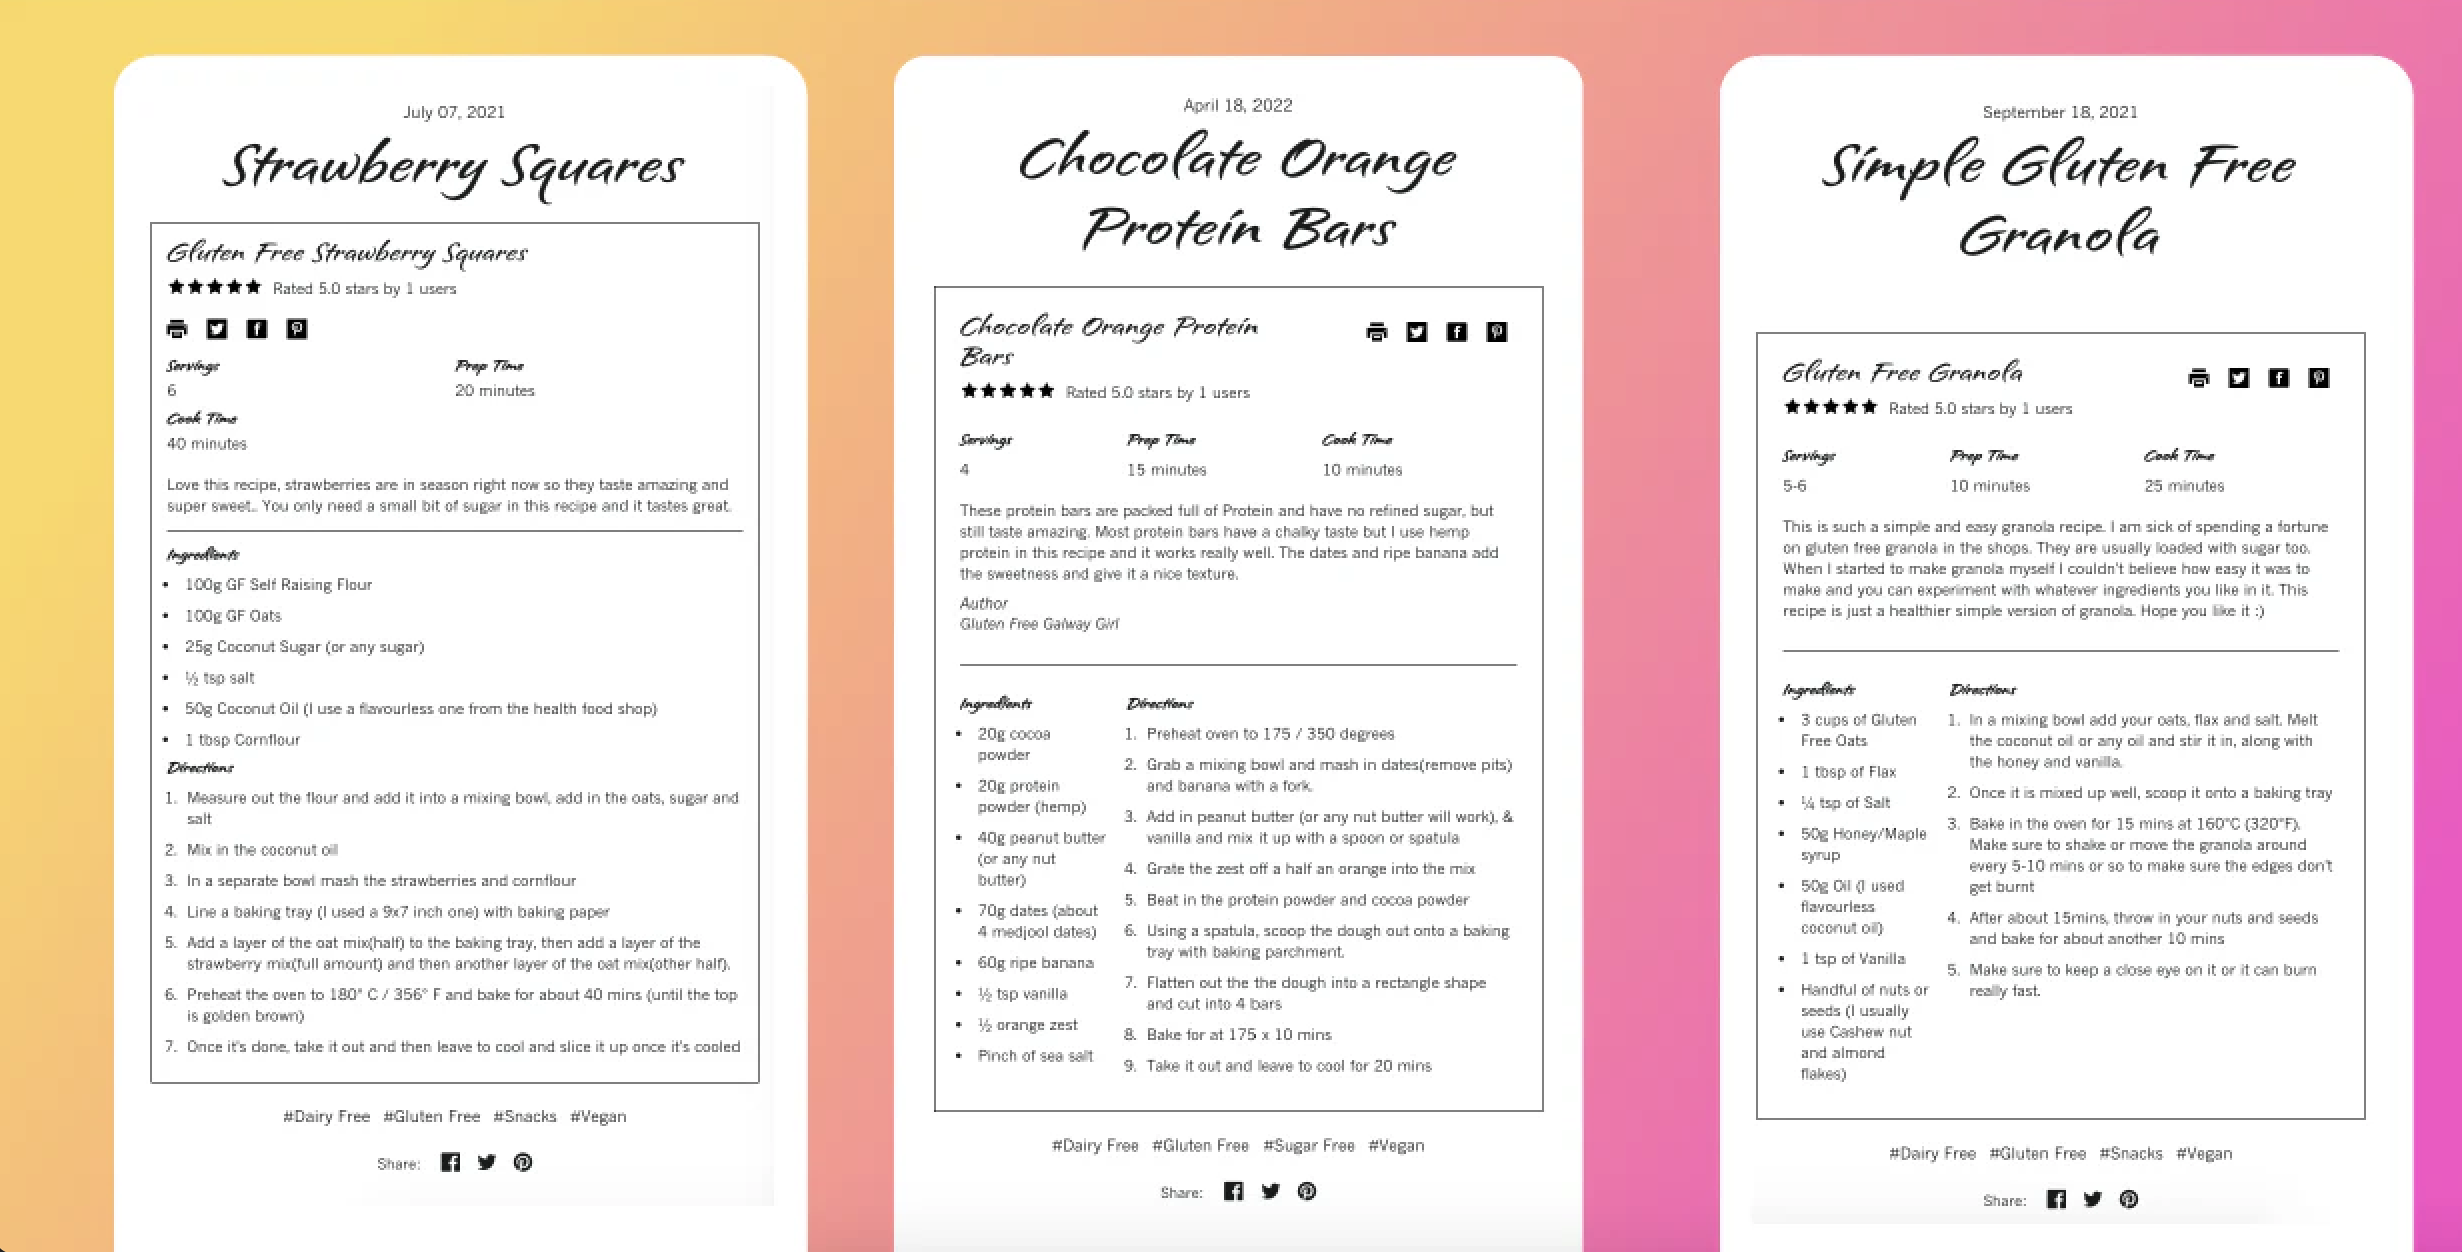 July 07, 2021
Strawberry Squares
Gluten Free Strawberry Squares
Rated 5.0 stars by 1 users
Servings
6
Prep Time
20 minutes
Cook Time
40 minutes
Love this recipe, strawberries are in season right now so they taste amazing and
super sweet.. You only need a small bit of sugar in this recipe and it tastes great.
Ingredients
• 100g GF Self Raising Flour
• 100g GF Oats
• 25g Coconut Sugar (or any sugar)
• ½ tsp salt
• 50g Coconut Oil (I use a flavourless one from the health food shop)
• 1 tbsp Cornflour
Directions
1. Measure out the flour and add it into a mixing bowl, add in the oats, sugar and
salt
2. Mix in the coconut oil
3. In a separate bowl mash the strawberries and cornflour
4. Line a baking tray (I used a 9x7 inch one) with baking paper
5. Add a layer of the oat mix(half) to the baking tray, then add a layer of the
strawberry mix(full amount) and then another layer of the oat mix(other half).
6. Preheat the oven to 180° C / 356° F and bake for about 40 mins (until the top
is golden brown)
7. Once it's done, take it out and then leave to cool and slice it up once it's cooled
#Dairy Free #Gluten Free #Snacks #Vegan
Share:
April 18, 2022
Chocolate Orange
Protein Bars
Chocolate Orange Protein
Bars
Rated 5.0 stars by 1 users
Servings
4
Prep Time
15 minutes
Cook Time
10 minutes
These protein bars are packed full of Protein and have no refined sugar, but
still taste amazing. Most protein bars have a chalky taste but I use hemp
protein in this recipe and it works really well. The dates and ripe banana add
the sweetness and give it a nice texture.
Author
Gluten Free Galway Girl
Ingredients
• 20g cocoa
powder
• 20g protein
powder (hemp)
• 40g peanut butter
(or any nut
butter)
• 70g dates (about
4 medjool dates)
• 60g ripe banana
• ½ tsp vanilla
• ½ orange zest
• Pinch of sea salt
Directions
1. Preheat oven to 175 / 350 degrees
2. Grab a mixing bowl and mash in dates(remove pits)
and banana with a fork.
3. Add in peanut butter (or any nut butter will work), &
vanilla and mix it up with a spoon or spatula
4. Grate the zest off a half an orange into the mix
5. Beat in the protein powder and cocoa powder
6. Using a spatula, scoop the dough out onto a baking
tray with baking parchment.
7. Flatten out the the dough into a rectangle shape
and cut into 4 bars
8. Bake for at 175 x 10 mins
9. Take it out and leave to cool for 20 mins
#Dairy Free #Gluten Free #Sugar Free #Vegan
Share:
September 18, 2021
Simple Gluten Free
Granola
Gluten Free Granola
Rated 5.0 stars by 1 users
Servings
5-6
Prep Time
10 minutes
Cook Time
25 minutes
This is such a simple and easy granola recipe. I am sick of spending a fortune
on gluten free granola in the shops. They are usually loaded with sugar too.
When I started to make granola myself I couldn't believe how easy it was to
make and you can experiment with whatever ingredients you like in it. This
recipe is just a healthier simple version of granola. Hope you like it :)
Ingredients
• 3 cups of Gluten
Free Oats
• 1 tbsp of Flax
• ¼ tsp of Salt
• 50g Honey/Maple
syrup
• 50g Oil (I used
flavourless
coconut oil)
• 1 tsp of Vanilla
• Handful of nuts or
seeds (I usually
use Cashew nut
and almond
flakes)
Directions
1. In a mixing bowl add your oats, flax and salt. Melt
the coconut oil or any oil and stir it in, along with
the honey and vanilla.
2. Once it is mixed up well, scoop it onto a baking tray
3. Bake in the oven for 15 mins at 160°C (320°F).
Make sure to shake or move the granola around
every 5-10 mins or so to make sure the edges don't
get burnt
4. After about 15mins, throw in your nuts and seeds
and bake for about another 10 mins
5. Make sure to keep a close eye on it or it can burn
really fast.
#Dairy Free #Gluten Free #Snacks #Vegan
Share: